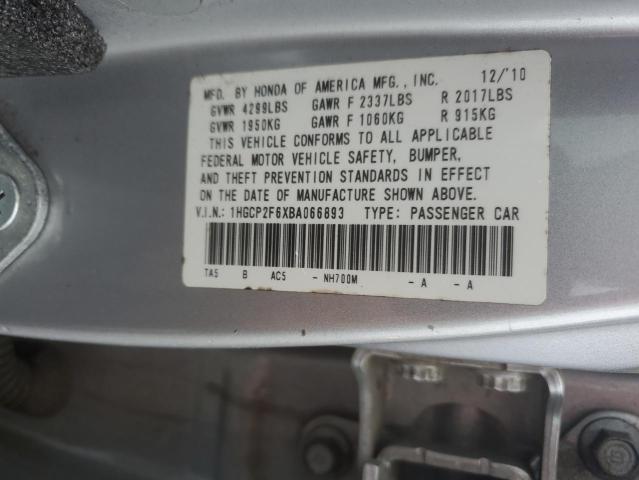 MFD. BY HONDA OF AMERICA MFG., INC. 12/'10
GVWR 4299LBS GAWR F 2337LBS R 2017LBS
GVWR 1950KG GAWR F 1060KG R 915KG
THIS VEHICLE CONFORMS TO ALL APPLICABLE
FEDERAL MOTOR VEHICLE SAFETY, BUMPER,
AND THEFT PREVENTION STANDARDS IN EFFECT
ON THE DATE OF MANUFACTURE SHOWN ABOVE.
V.I.N.: 1HGCP2F6XBA066893 TYPE: PASSENGER CAR
TA5 B AC5 - NH700M - A - A